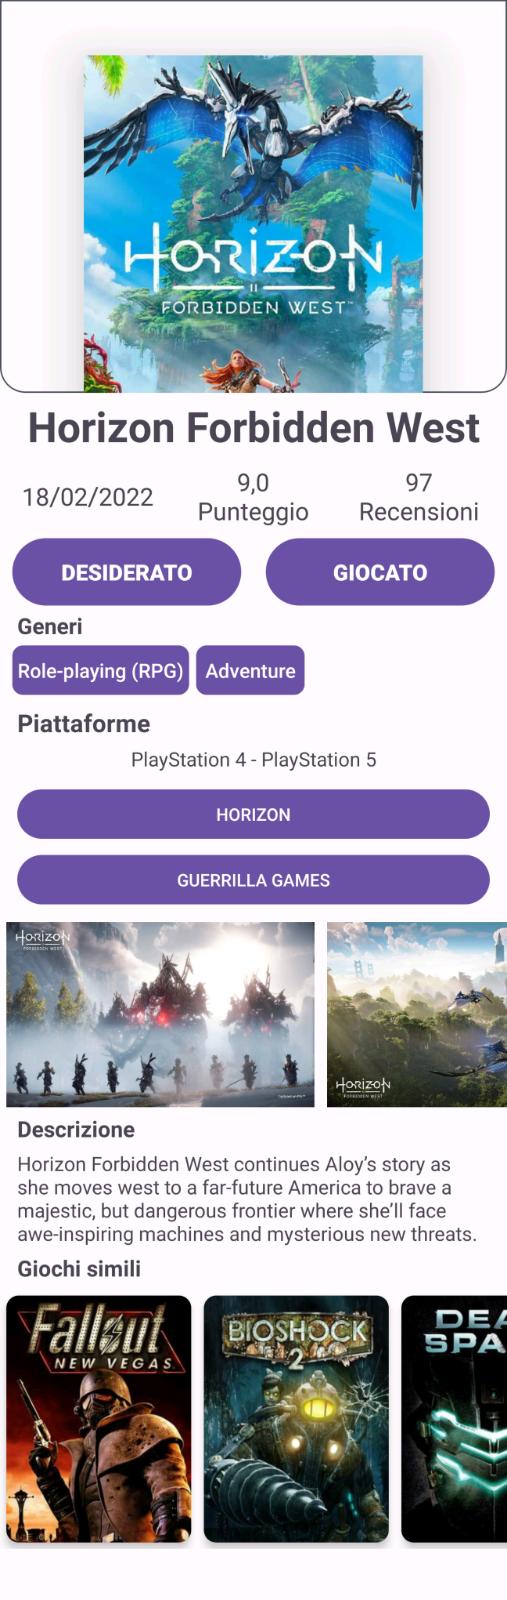 HORIZON
FORBIDDEN WEST™
Horizon Forbidden West
18/02/2022
9,0
Punteggio
97
Recensioni
DESIDERATO
GIOCATO
Generi
Role-playing (RPG)
Adventure
Piattaforme
PlayStation 4 - PlayStation 5
HORIZON
GUERRILLA GAMES
HORIZON
FORBIDDEN WEST
HORIZON
FORBIDDEN WEST
Descrizione
Horizon Forbidden West continues Aloy’s story as
she moves west to a far-future America to brave a
majestic, but dangerous frontier where she’ll face
awe-inspiring machines and mysterious new threats.
Giochi simili
Fallout
NEW VEGAS
BIOSHOCK
2
DEA
SPA